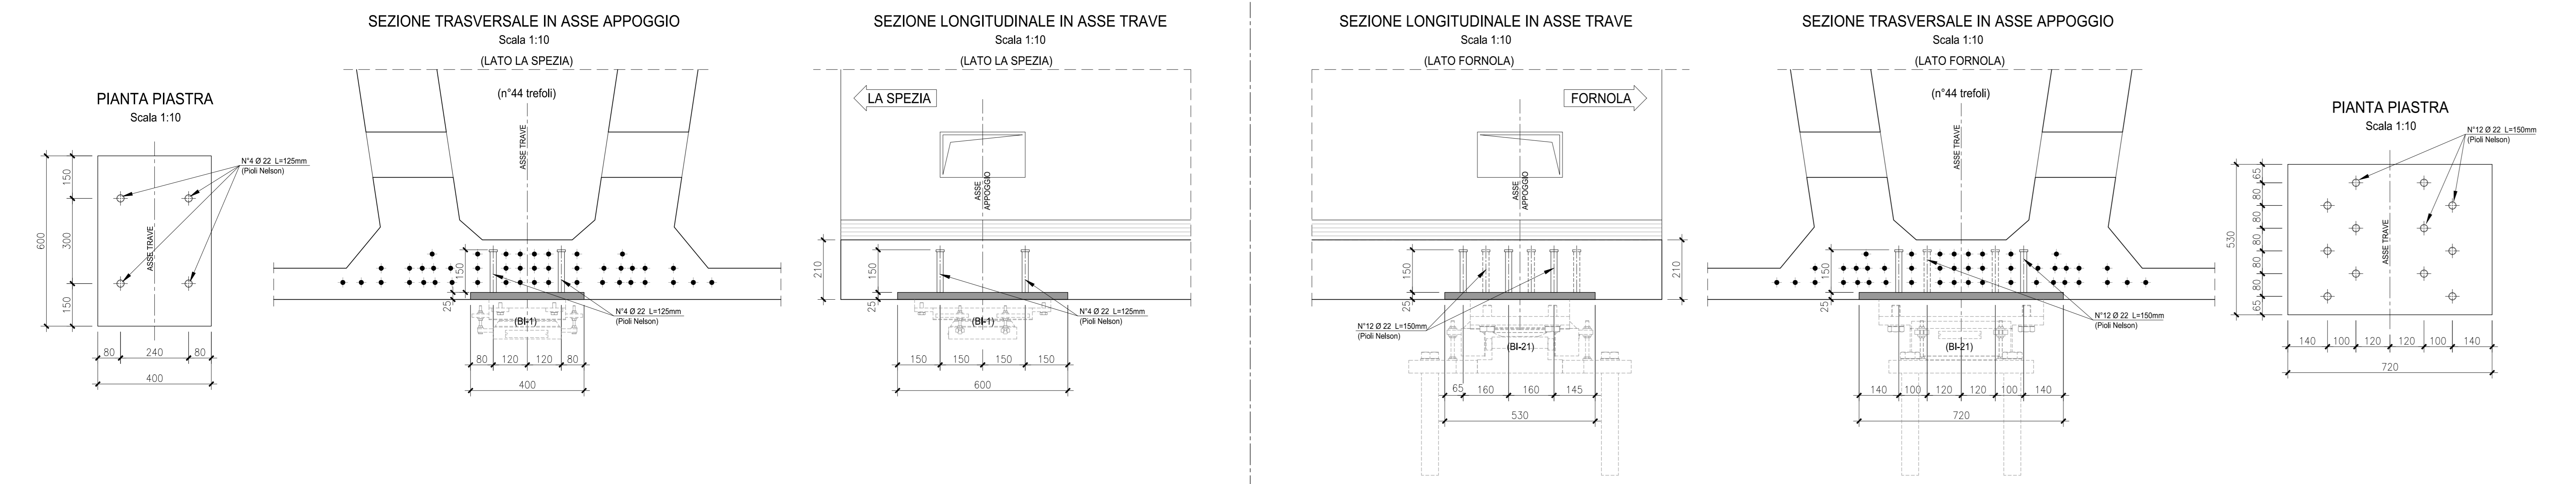 PIANTA PIASTRA
Scala 1:10
N°4 Ø 22 L=125mm
(Pioli Nelson)
ASSE TRAVE
150
300
150
600
80
240
80
400
SEZIONE TRASVERSALE IN ASSE APPOGGIO
Scala 1:10
(LATO LA SPEZIA)
(n°44 trefoli)
ASSE TRAVE
150
25
(BI-1)
N°4 Ø 22 L=125mm
(Pioli Nelson)
80
120
120
80
400
SEZIONE LONGITUDINALE IN ASSE TRAVE
Scala 1:10
(LATO LA SPEZIA)
LA SPEZIA
ASSE
APPOGGIO
210
150
25
(BI-1)
N°4 Ø 22 L=125mm
(Pioli Nelson)
150
150
150
150
600
SEZIONE LONGITUDINALE IN ASSE TRAVE
Scala 1:10
(LATO FORNOLA)
FORNOLA
ASSE
APPOGGIO
150
25
210
N°12 Ø 22 L=150mm
(Pioli Nelson)
(BI-21)
65
160
160
145
530
SEZIONE TRASVERSALE IN ASSE APPOGGIO
Scala 1:10
(LATO FORNOLA)
(n°44 trefoli)
ASSE TRAVE
150
25
N°12 Ø 22 L=150mm
(Pioli Nelson)
(BI-21)
140
100
120
120
100
140
720
PIANTA PIASTRA
Scala 1:10
N°12 Ø 22 L=150mm
(Pioli Nelson)
ASSE TRAVE
65
80
80
80
80
80
65
530
140
100
120
120
100
140
720